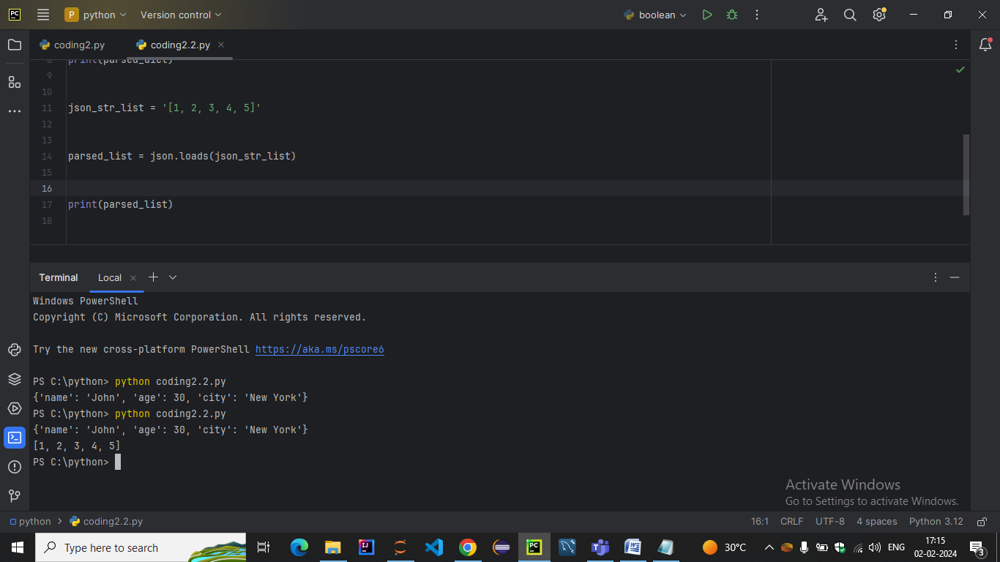 PC
P python Version control boolean
coding2.py coding2.2.py
8 print(parsed_dict)
9
10
11 json_str_list = '[1, 2, 3, 4, 5]'
12
13
14 parsed_list = json.loads(json_str_list)
15
16
17 print(parsed_list)
18
Terminal Local
Windows PowerShell
Copyright (C) Microsoft Corporation. All rights reserved.
Try the new cross-platform PowerShell https://aka.ms/pscore6
PS C:\python> python coding2.2.py
{'name': 'John', 'age': 30, 'city': 'New York'}
PS C:\python> python coding2.2.py
{'name': 'John', 'age': 30, 'city': 'New York'}
[1, 2, 3, 4, 5]
PS C:\python>
Activate Windows
Go to Settings to activate Windows.
python > coding2.2.py 16:1 CRLF UTF-8 4 spaces Python 3.12
Type here to search IJ PC 30°C ENG 17:15
02-02-2024 3